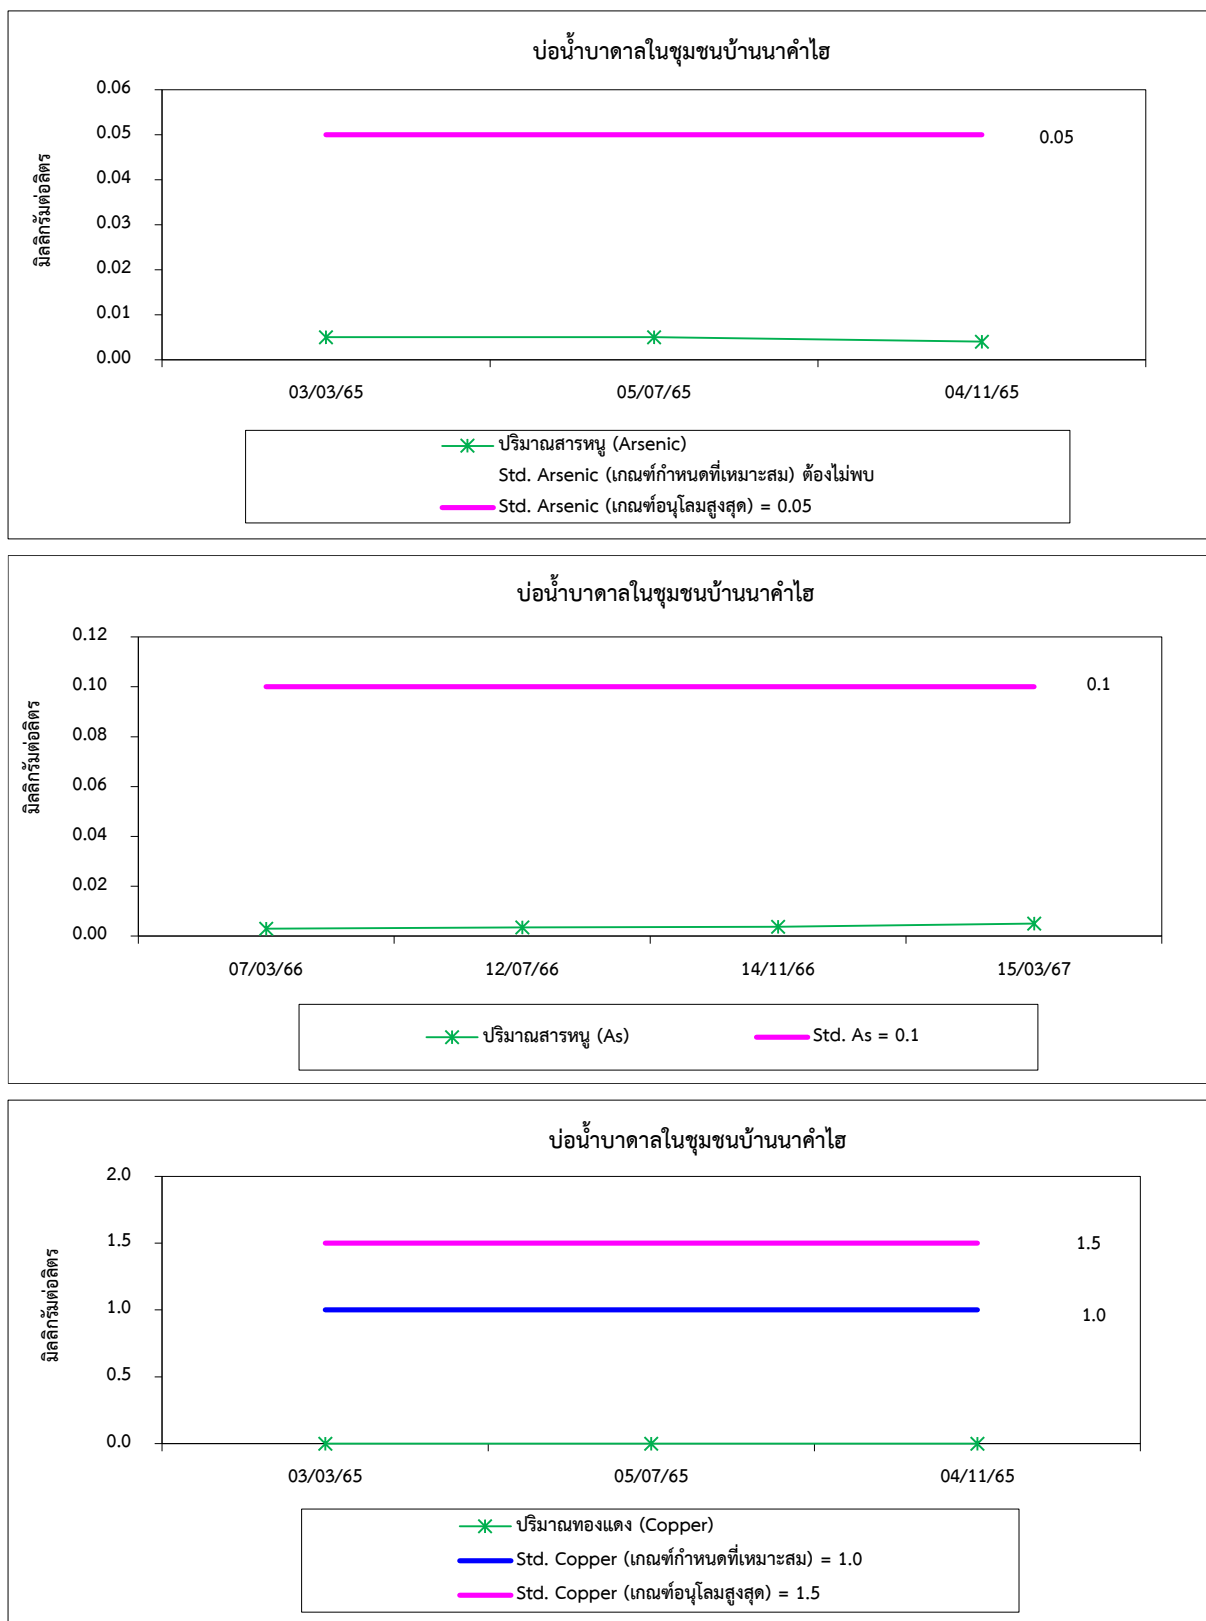 บ่อน้ำบาดาลในชุมชนบ้านนาคำไฮ
มิลลิกรัมต่อลิตร
0.06
0.05
0.04
0.03
0.02
0.01
0.00
0.05
03/03/65 05/07/65 04/11/65
ปริมาณสารหนู (Arsenic)
Std. Arsenic (เกณฑ์กำหนดที่เหมาะสม) ต้องไม่พบ
Std. Arsenic (เกณฑ์อนุโลมสูงสุด) = 0.05
บ่อน้ำบาดาลในชุมชนบ้านนาคำไฮ
มิลลิกรัมต่อลิตร
0.12
0.10
0.08
0.06
0.04
0.02
0.00
0.1
07/03/66 12/07/66 14/11/66 15/03/67
ปริมาณสารหนู (As) Std. As = 0.1
บ่อน้ำบาดาลในชุมชนบ้านนาคำไฮ
มิลลิกรัมต่อลิตร
2.0
1.5
1.0
0.5
0.0
1.5
1.0
03/03/65 05/07/65 04/11/65
ปริมาณทองแดง (Copper)
Std. Copper (เกณฑ์กำหนดที่เหมาะสม) = 1.0
Std. Copper (เกณฑ์อนุโลมสูงสุด) = 1.5